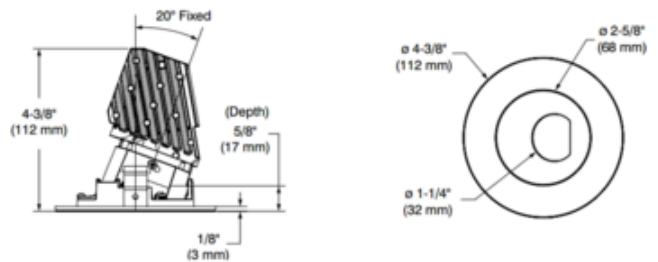 20° Fixed
4-3/8"
(112 mm)
(Depth)
5/8"
(17 mm)
1/8"
(3 mm)
ø 4-3/8"
(112 mm)
ø 2-5/8"
(68 mm)
ø 1-1/4"
(32 mm)